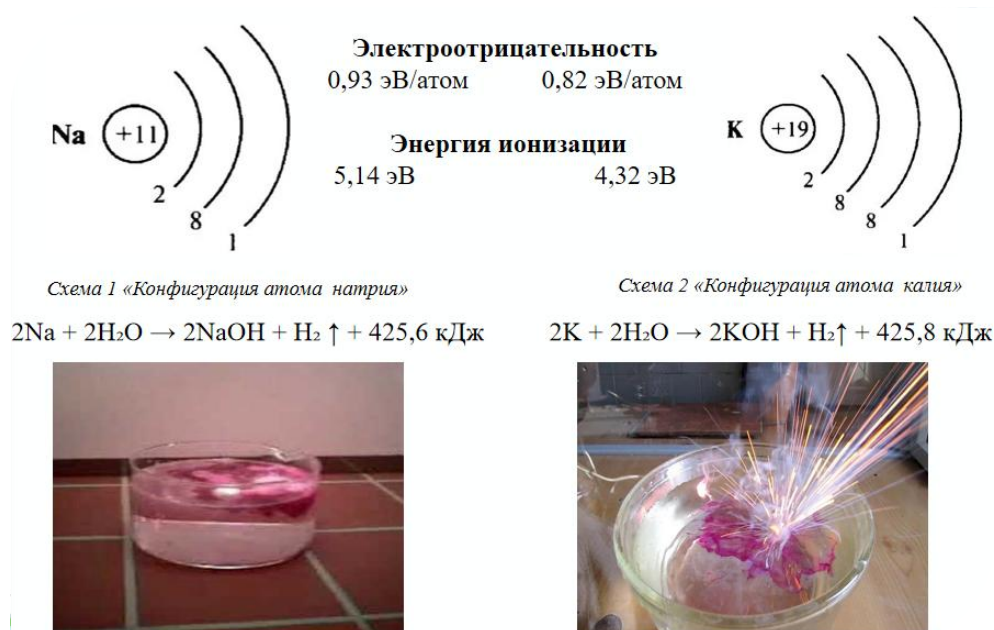 Электроотрицательность
0,93 эВ/атом 0,82 эВ/атом
Na +11
2
8
1
Энергия ионизации
5,14 эВ 4,32 эВ
K +19
2
8
8
1
Схема 1 «Конфигурация атома натрия»
Схема 2 «Конфигурация атома калия»
2Na + 2H₂O → 2NaOH + H₂ ↑ + 425,6 кДж
2K + 2H₂O → 2KOH + H₂↑ + 425,8 кДж